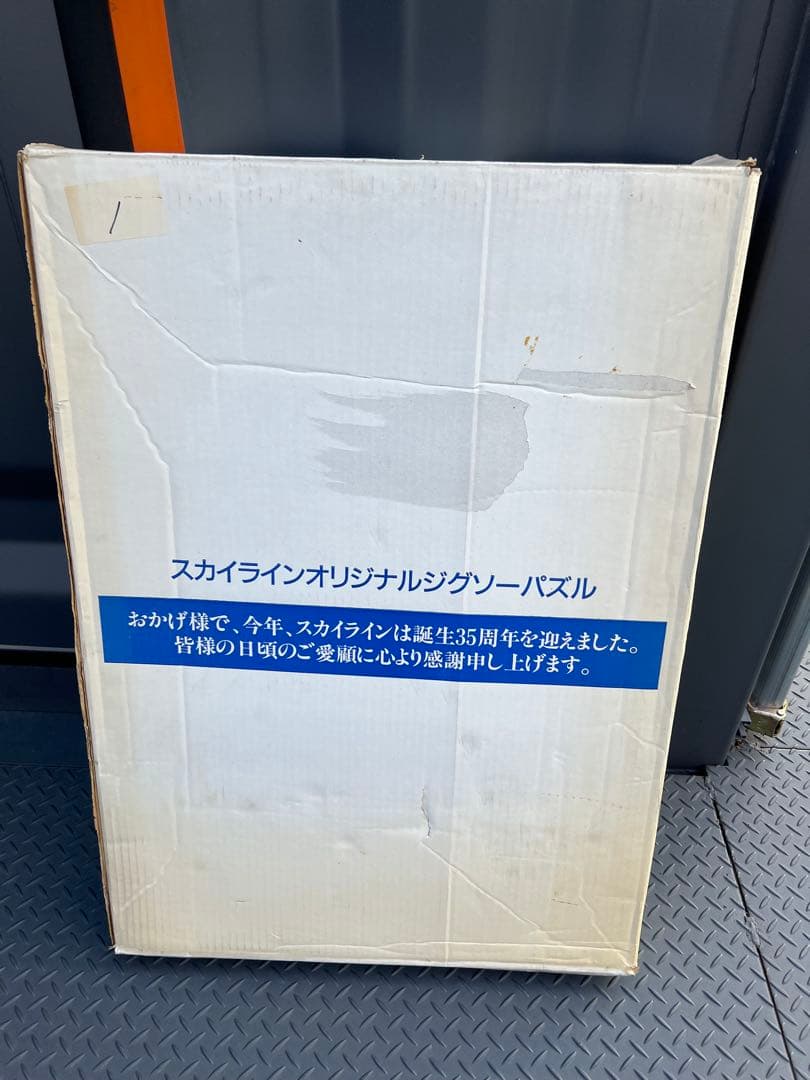 スカイラインオリジナルジグソーパズル
おかげ様で、今年、スカイラインは誕生35周年を迎えました。
皆様の日頃のご愛顧に心より感謝申し上げます。